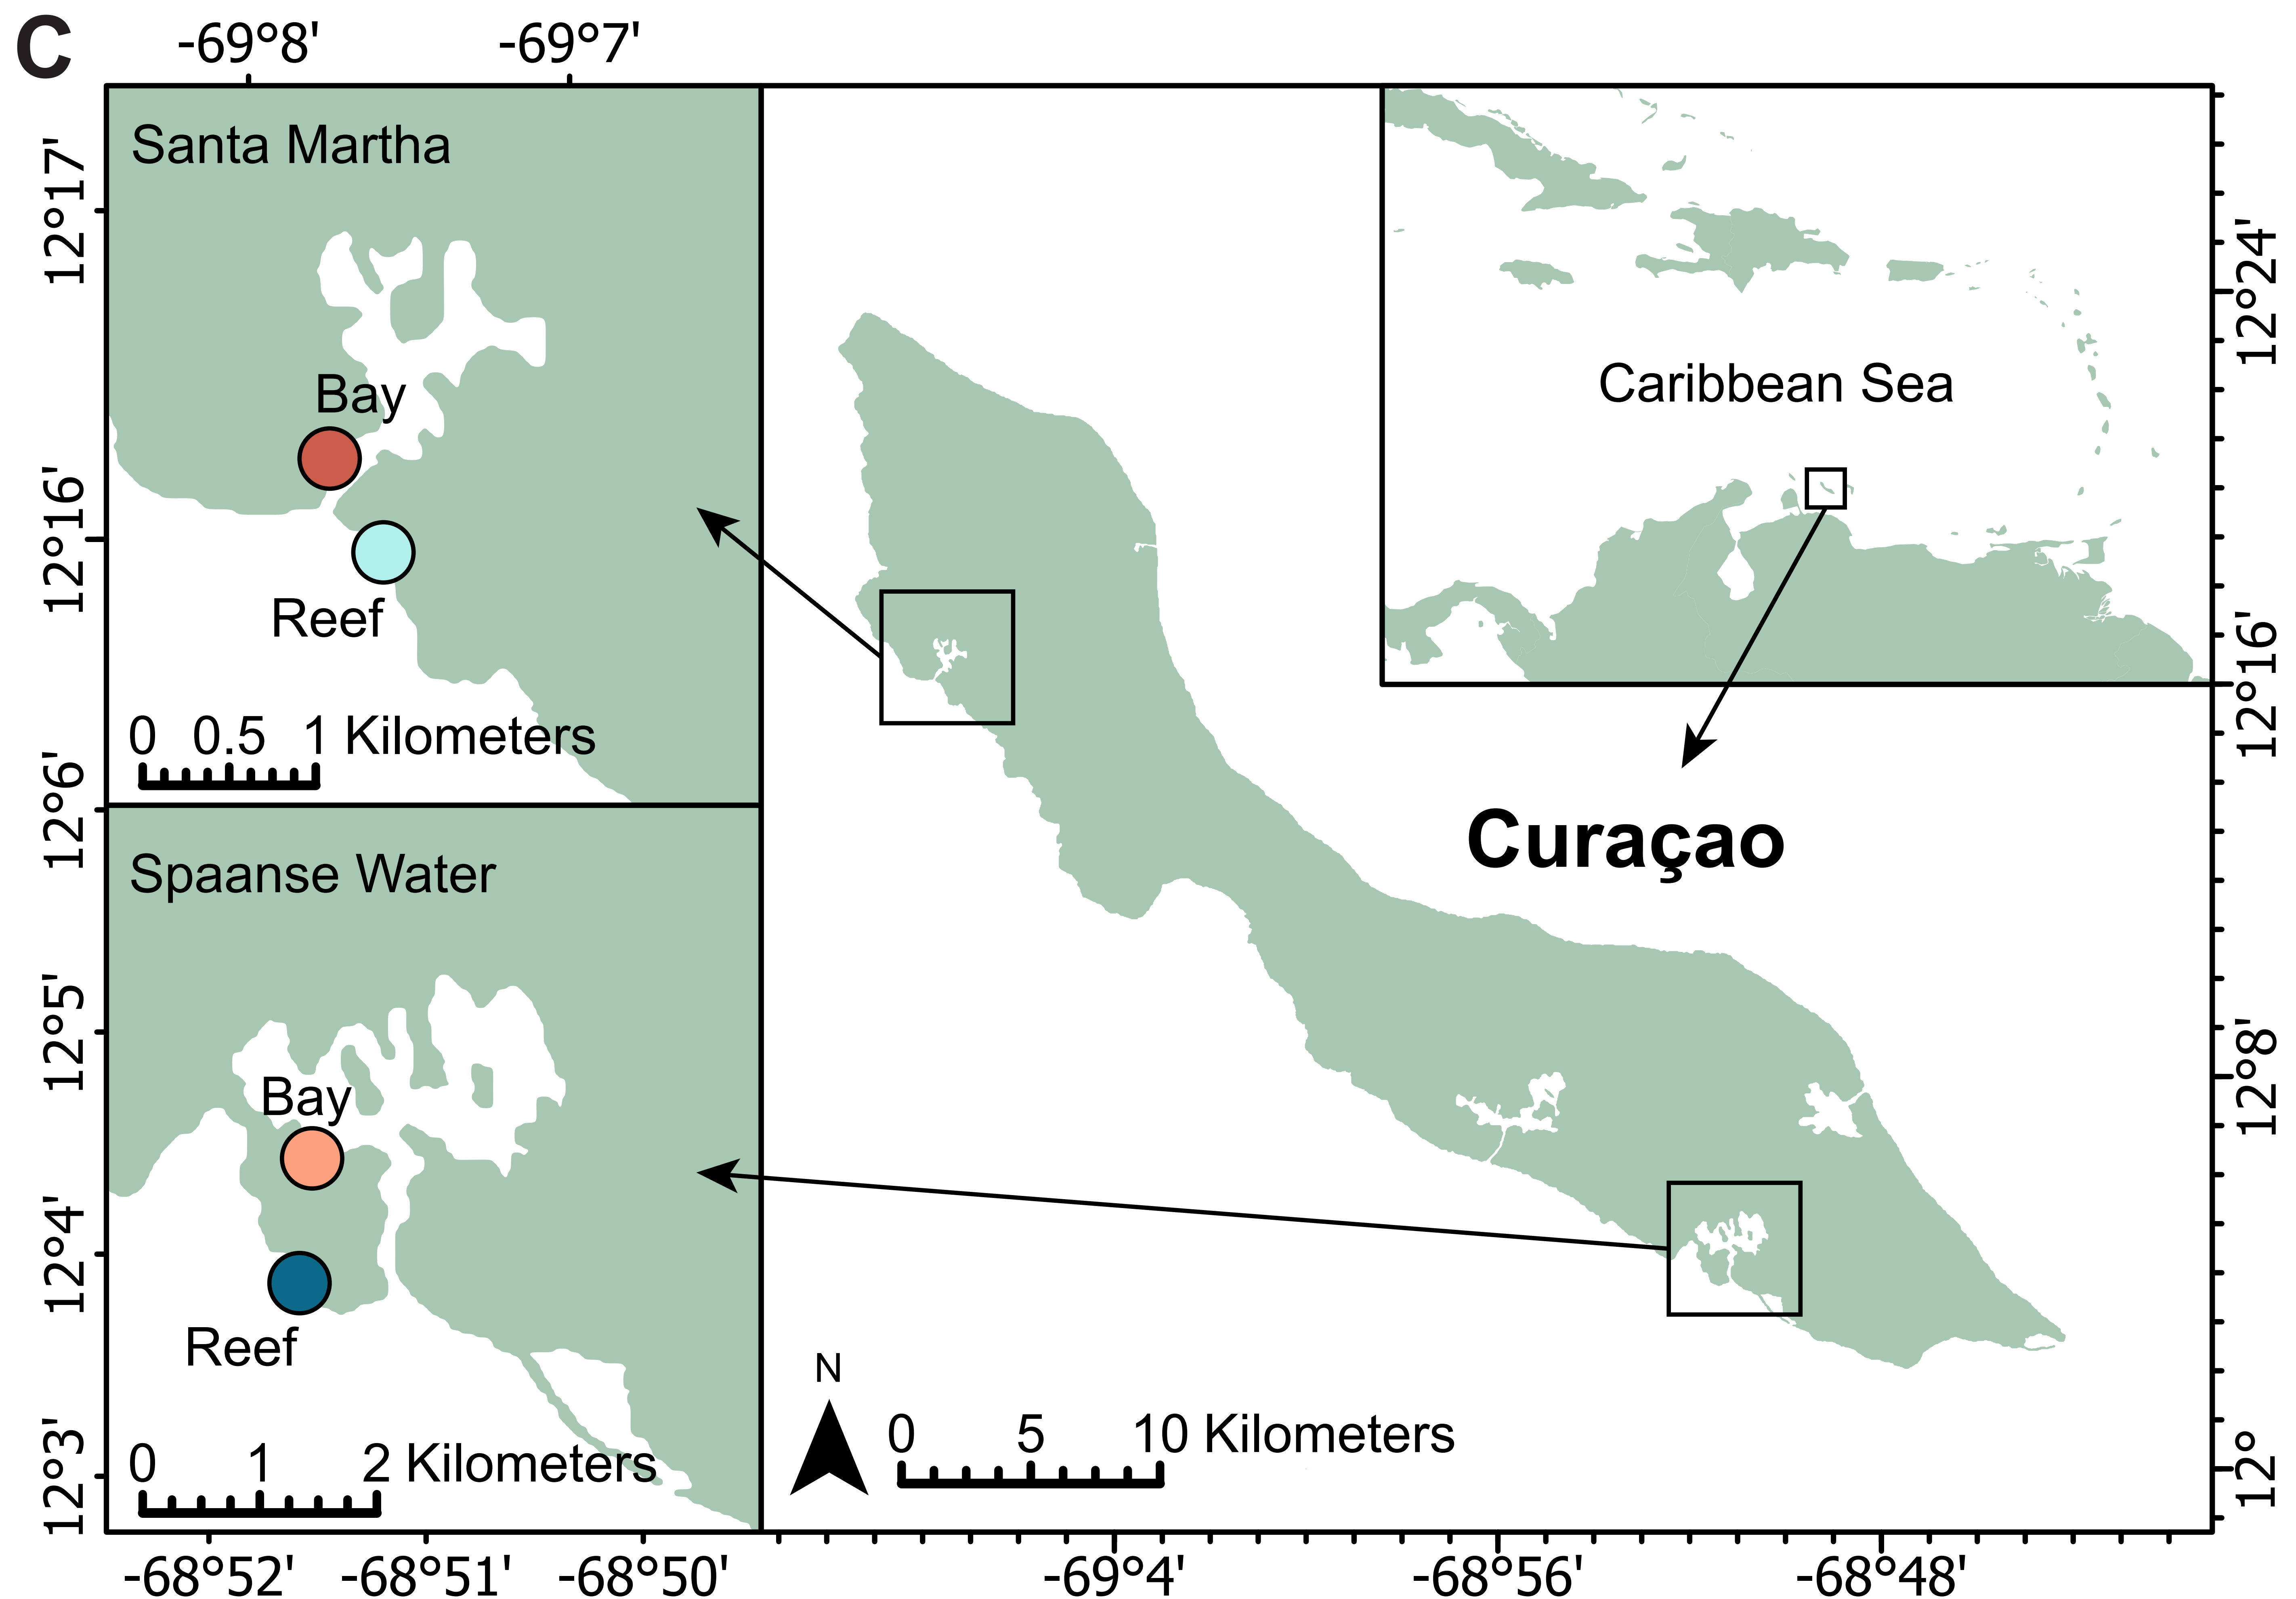 C
-69°8' -69°7'
Santa Martha
12°17'
Bay
12°16'
Reef
0 0.5 1 Kilometers
12°6'
Spaanse Water
12°5'
Bay
12°4'
Reef
12°3'
0 1 2 Kilometers
-68°52' -68°51' -68°50'
Caribbean Sea
Curaçao
N
0 5 10 Kilometers
-69°4' -68°56' -68°48'
12°24'
12°16'
12°8'
12°